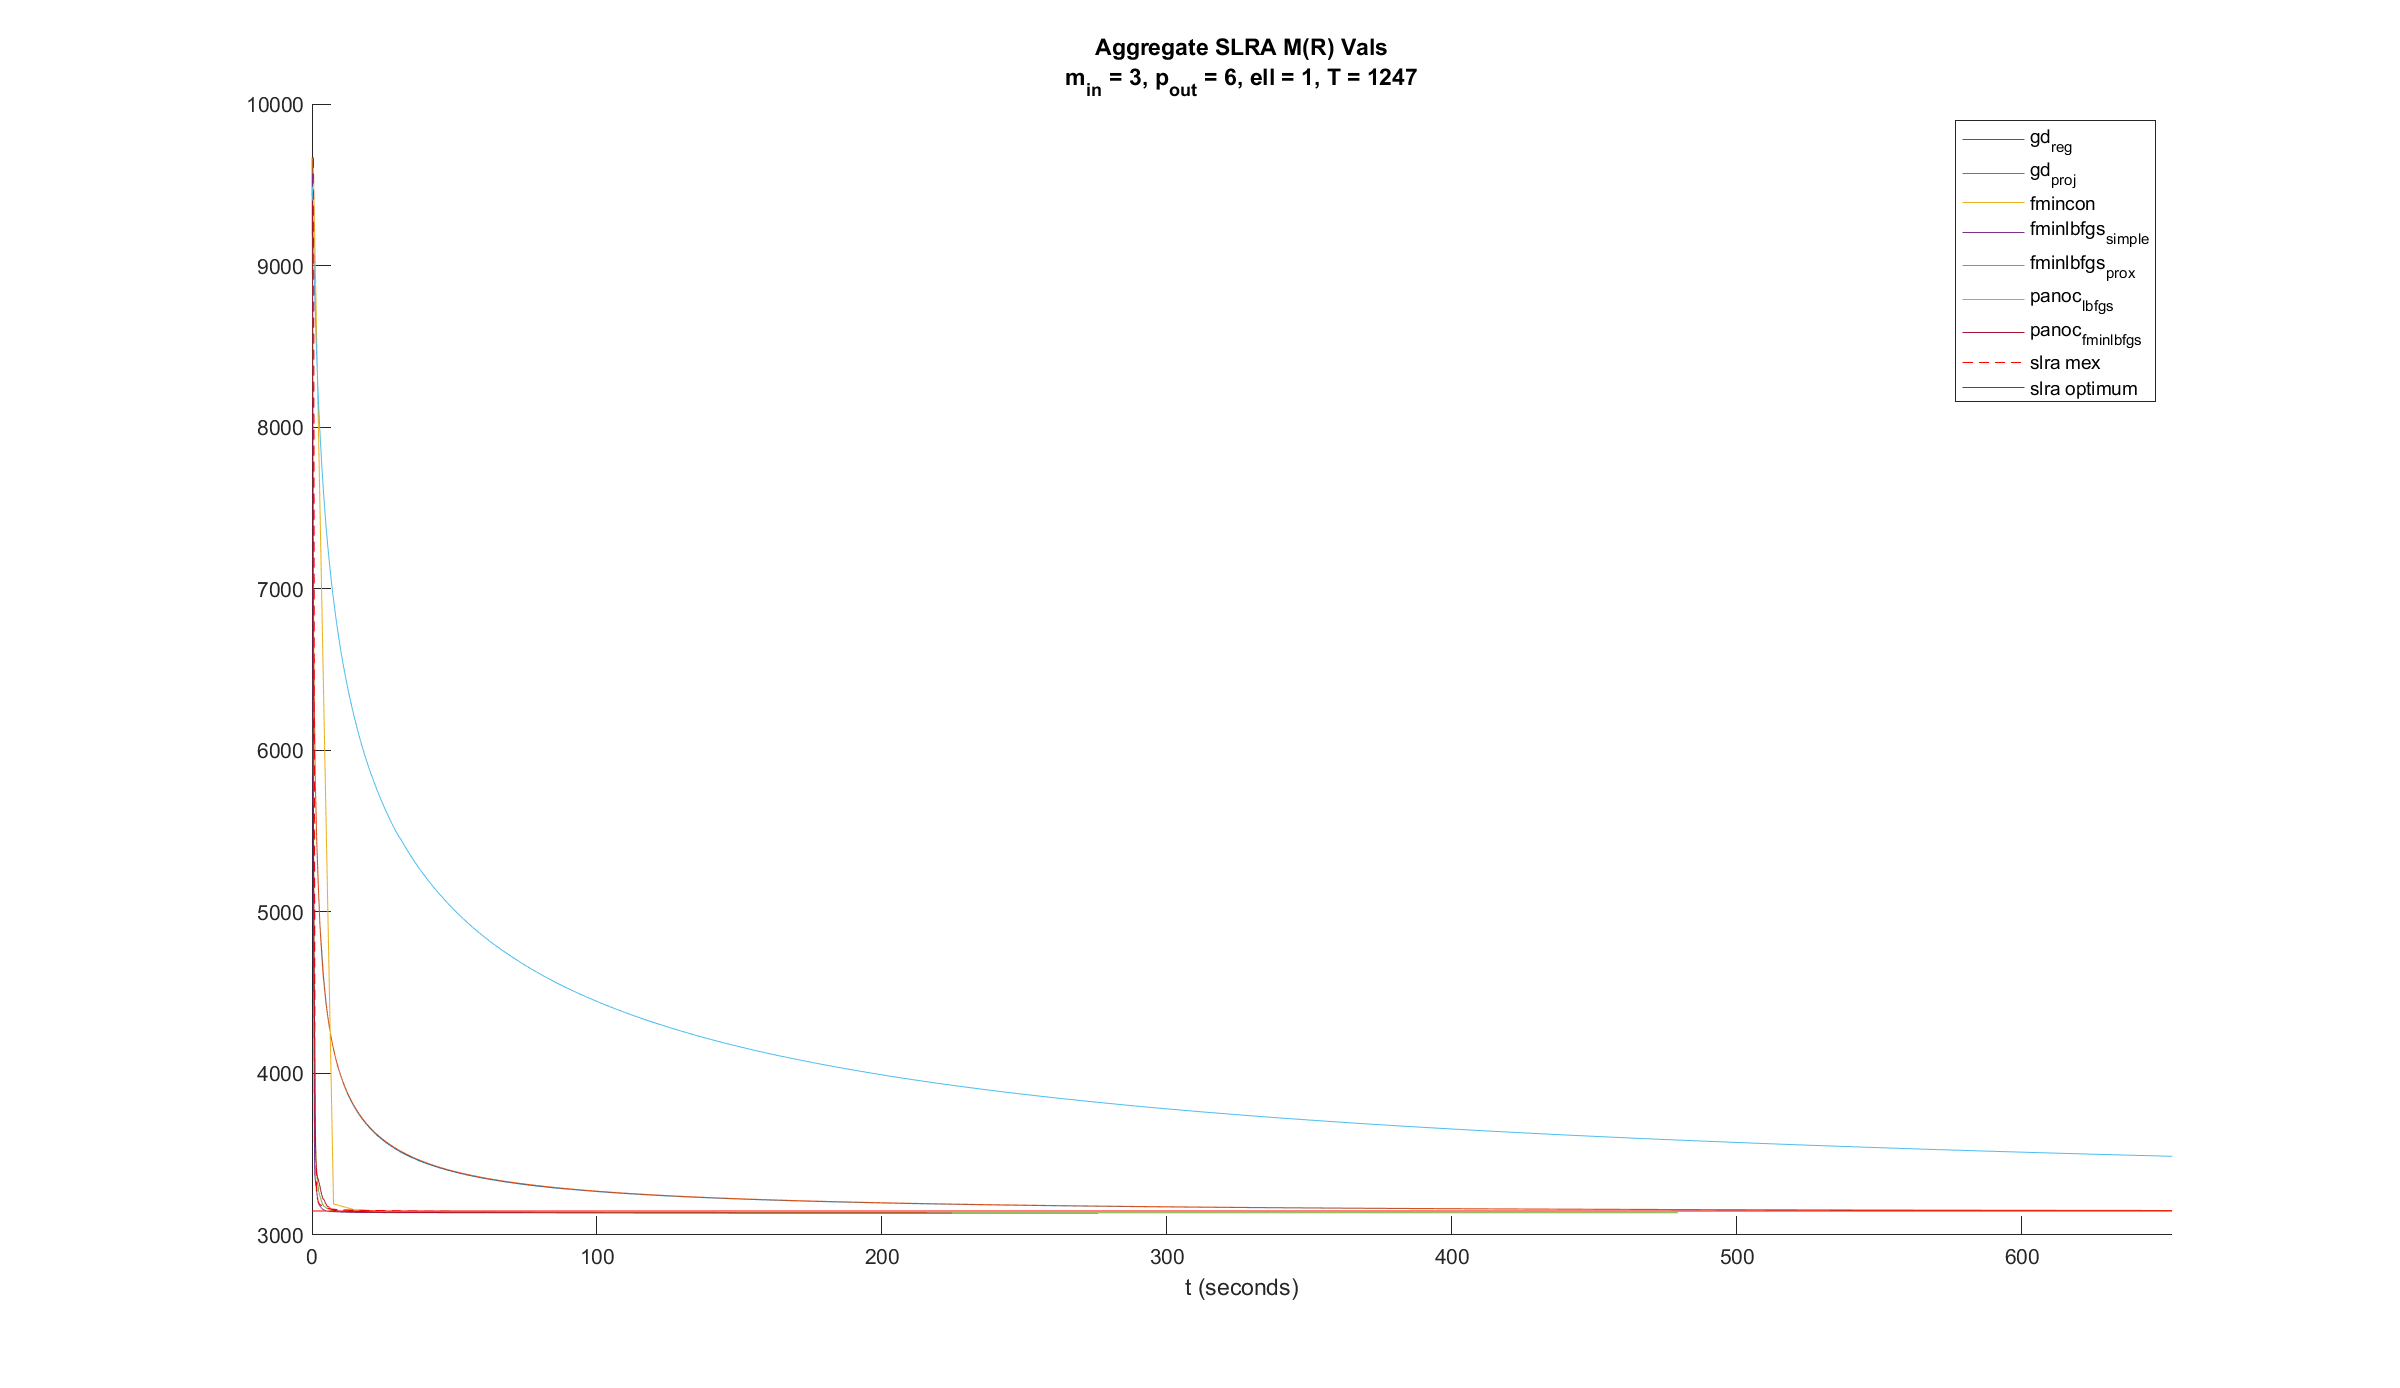 Aggregate SLRA M(R) Vals
m_in = 3, p_out = 6, ell = 1, T = 1247
10000
9000
8000
7000
6000
5000
4000
3000
0 100 200 300 400 500 600
t (seconds)
gd_reg
gd_proj
fmincon
fminlbfgs_simple
fminlbfgs_prox
panoc_lbfgs
panoc_fminlbfgs
slra mex
slra optimum